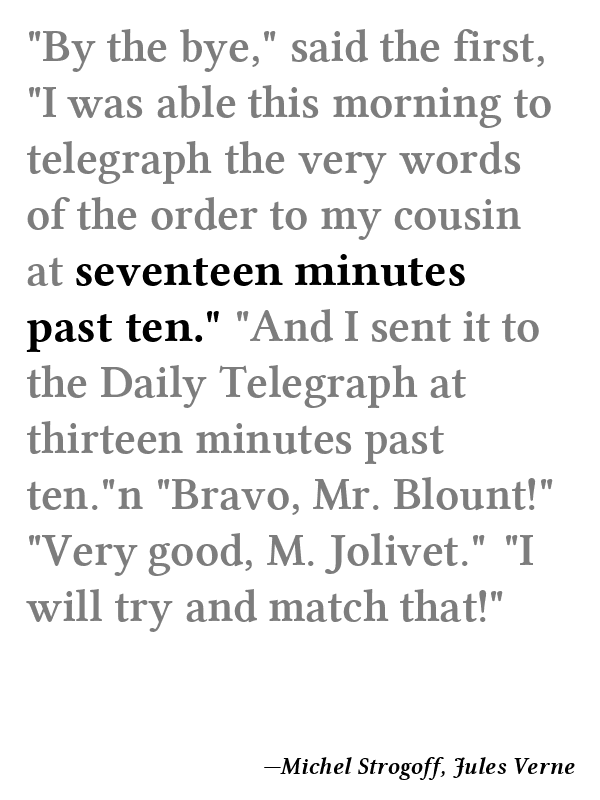 "By the bye," said the first,
"I was able this morning to
telegraph the very words
of the order to my cousin
at seventeen minutes
past ten." "And I sent it to
the Daily Telegraph at
thirteen minutes past
ten."n "Bravo, Mr. Blount!"
"Very good, M. Jolivet." "I
will try and match that!"
—Michel Strogoff, Jules Verne